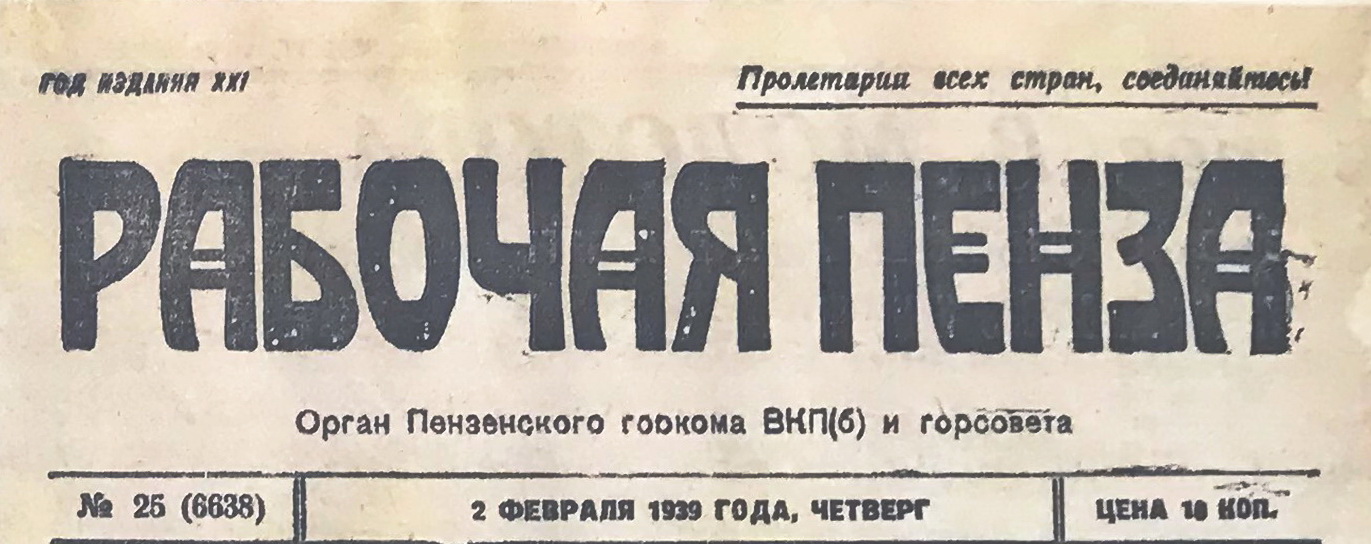 ГОД ИЗДАНИЯ XXI
Пролетарии всех стран, соединяйтесь!
РАБОЧАЯ ПЕНЗА
Орган Пензенского горкома ВКП(б) и горсовета
№ 25 (6638)
2 ФЕВРАЛЯ 1939 ГОДА, ЧЕТВЕРГ
ЦЕНА 10 КОП.